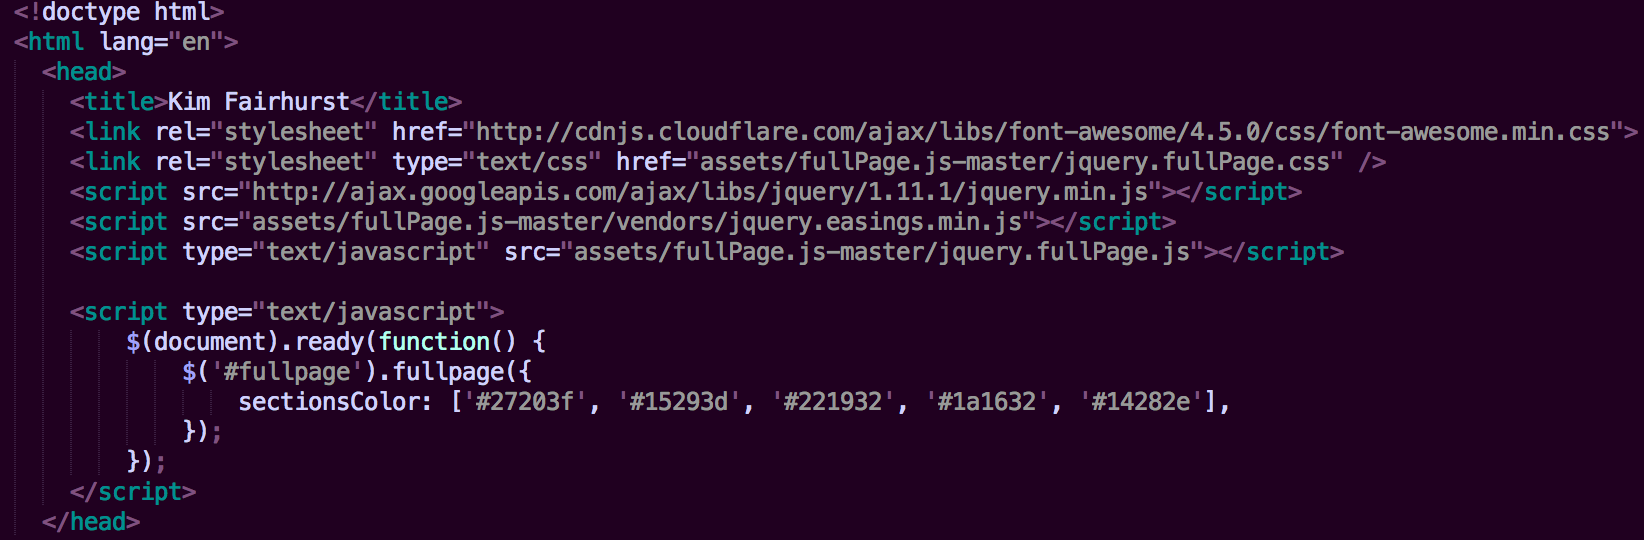 <!doctype html>
<html lang="en">
  <head>
    <title>Kim Fairhurst</title>
    <link rel="stylesheet" href="http://cdnjs.cloudflare.com/ajax/libs/font-awesome/4.5.0/css/font-awesome.min.css">
    <link rel="stylesheet" type="text/css" href="assets/fullPage.js-master/jquery.fullPage.css" />
    <script src="http://ajax.googleapis.com/ajax/libs/jquery/1.11.1/jquery.min.js"></script>
    <script src="assets/fullPage.js-master/vendors/jquery.easings.min.js"></script>
    <script type="text/javascript" src="assets/fullPage.js-master/jquery.fullPage.js"></script>

    <script type="text/javascript">
        $(document).ready(function() {
            $('#fullpage').fullpage({
                sectionsColor: ['#27203f', '#15293d', '#221932', '#1a1632', '#14282e'],
            });
        });
    </script>
  </head>